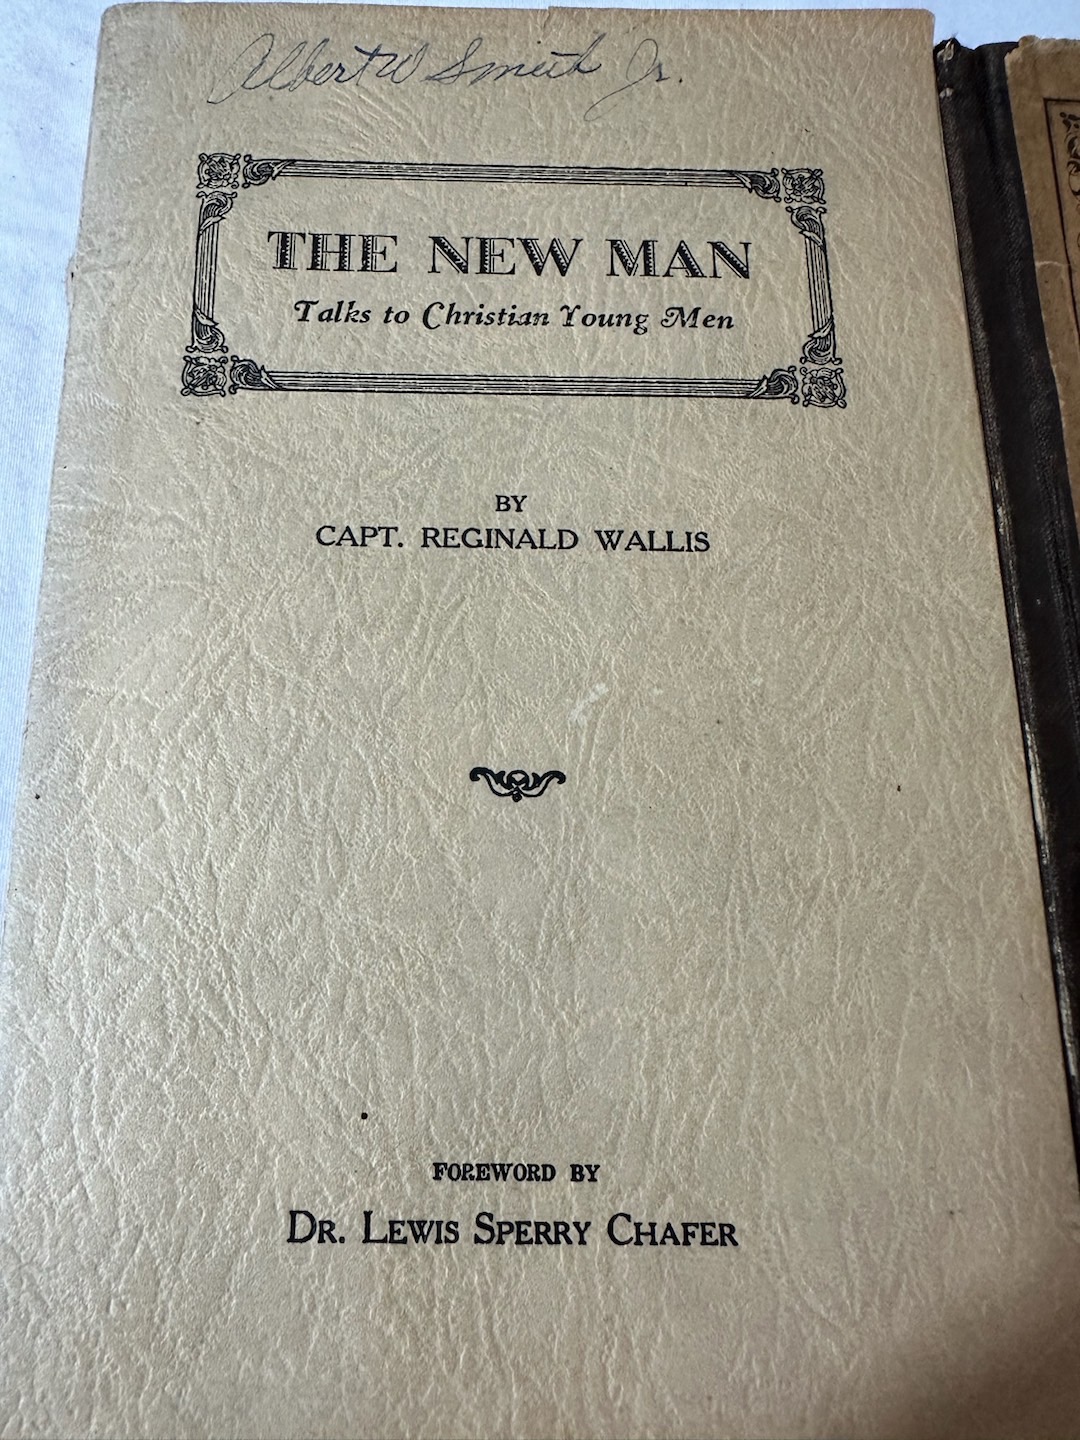 Albert W Smith Jr.
THE NEW MAN
Talks to Christian Young Men
BY
CAPT. REGINALD WALLIS
FOREWORD BY
DR. LEWIS SPERRY CHAFER